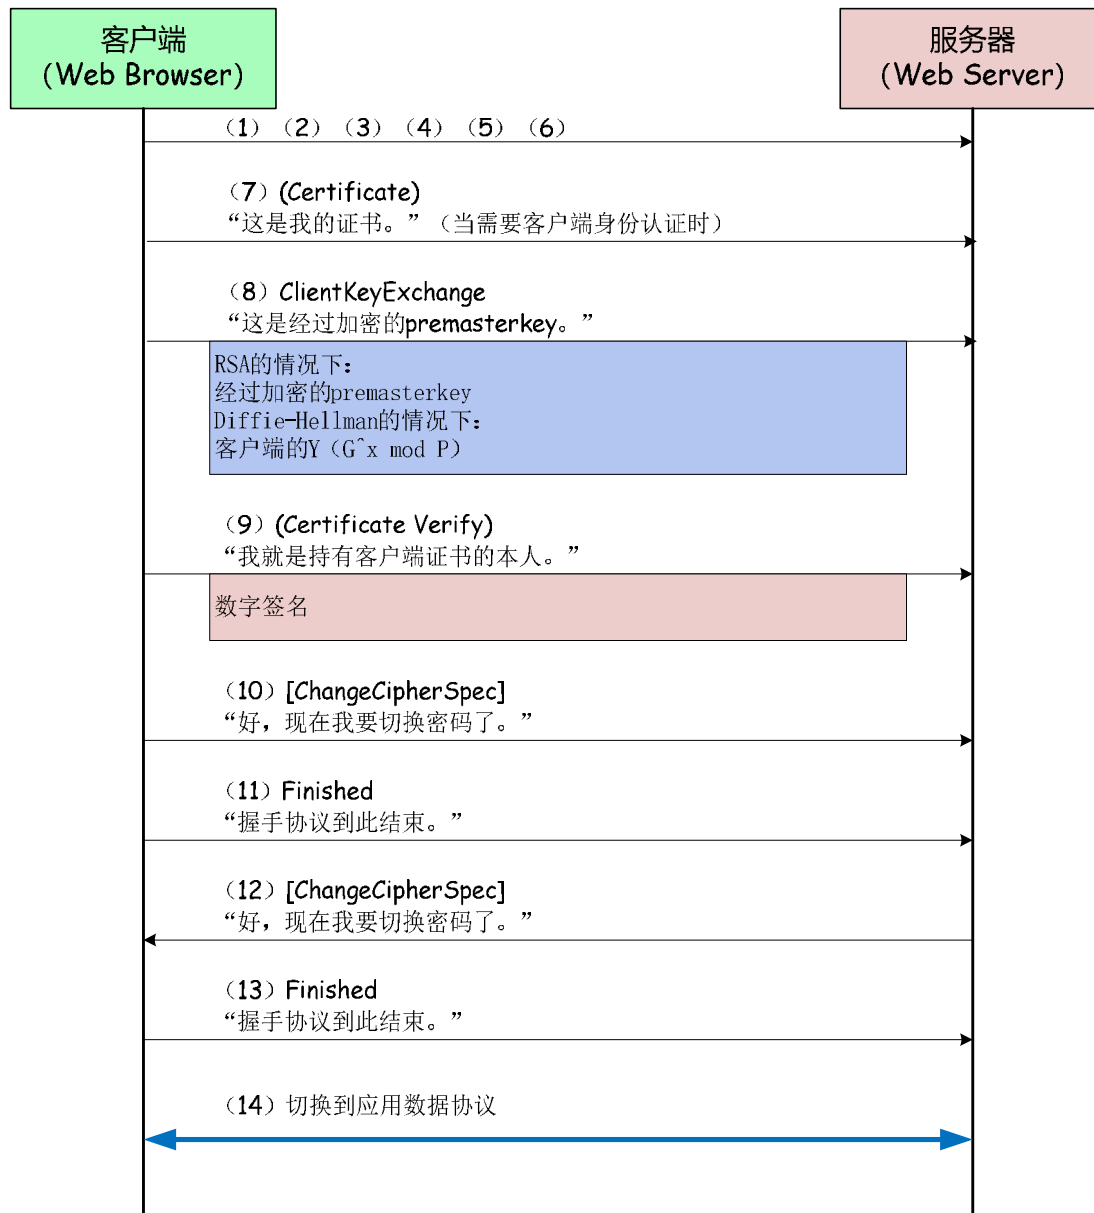 客户端
(Web Browser)
服务器
(Web Server)
（1）（2）（3）（4）（5）（6）
（7）(Certificate)
“这是我的证书。”（当需要客户端身份认证时）
（8）ClientKeyExchange
“这是经过加密的premasterkey。”
RSA的情况下：
经过加密的premasterkey
Diffie-Hellman的情况下：
客户端的Y（G^x mod P）
（9）(Certificate Verify)
“我就是持有客户端证书的本人。”
数字签名
（10）[ChangeCipherSpec]
“好，现在我要切换密码了。”
（11）Finished
“握手协议到此结束。”
（12）[ChangeCipherSpec]
“好，现在我要切换密码了。”
（13）Finished
“握手协议到此结束。”
（14）切换到应用数据协议